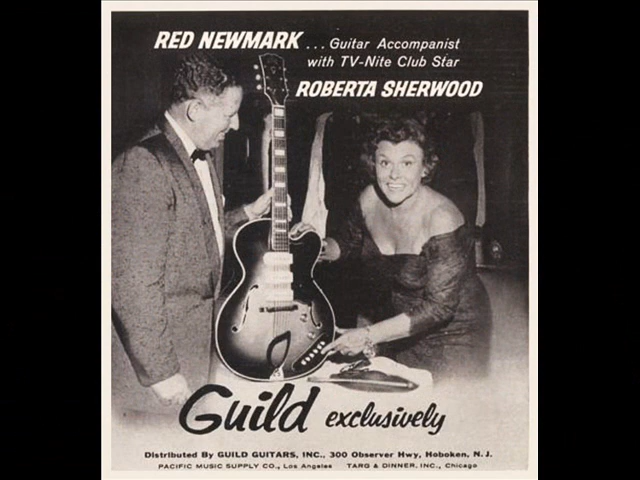 RED NEWMARK ... Guitar Accompanist
with TV-Nite Club Star
ROBERTA SHERWOOD
Guild exclusively
Distributed By GUILD GUITARS, INC., 300 Observer Hwy, Hoboken, N.J.
PACIFIC MUSIC SUPPLY CO., Los Angeles TARG & DINNER, INC., Chicago